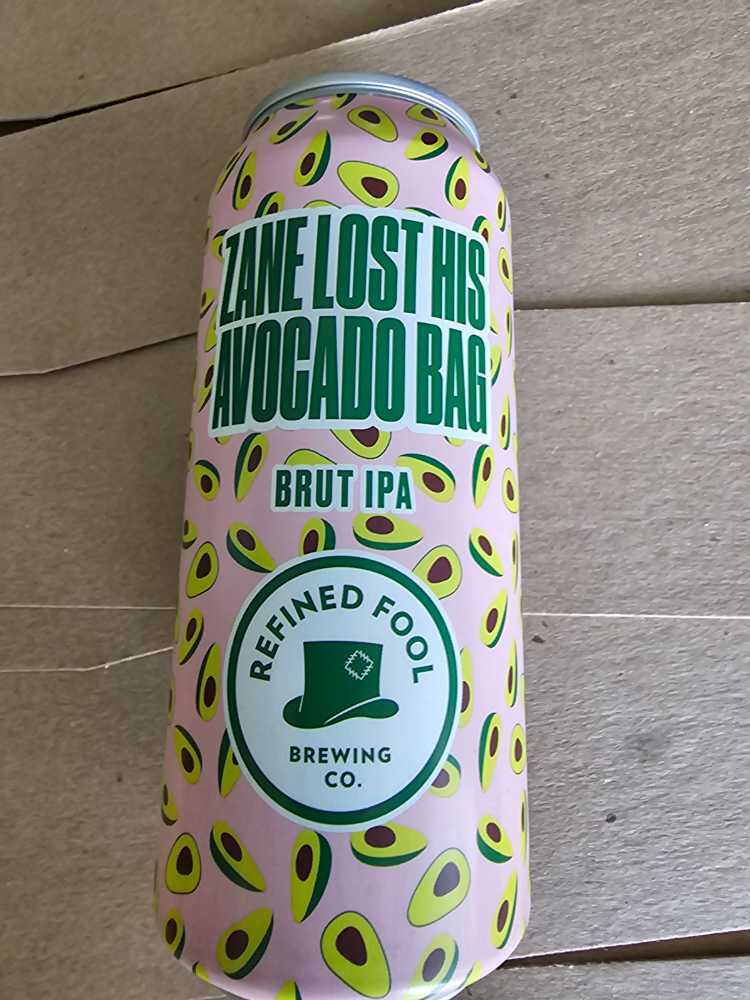 ZANE LOST HIS
AVOCADO BAG
BRUT IPA
REFINED FOOL
BREWING
CO.